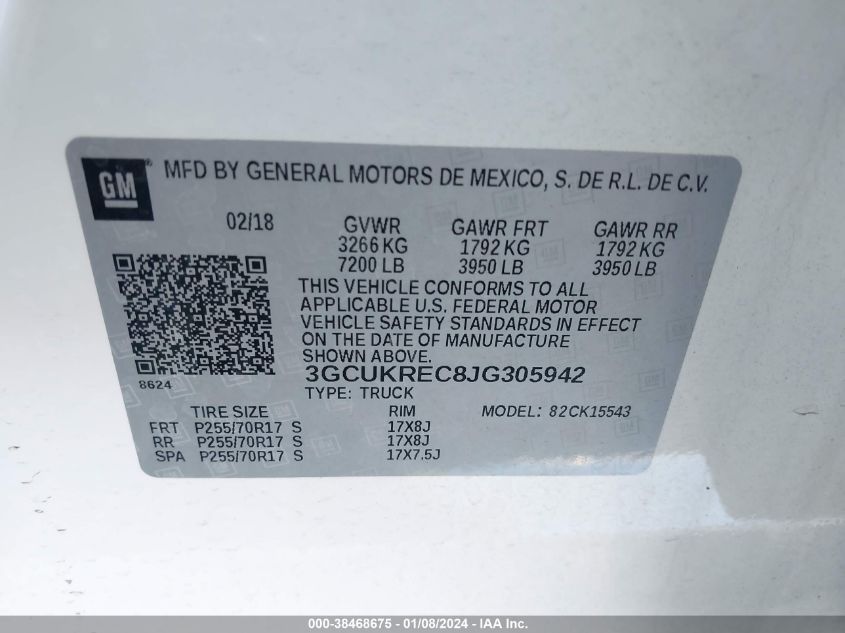 GM ® MFD BY GENERAL MOTORS DE MEXICO, S. DE R.L. DE C.V.
02/18 GVWR GAWR FRT GAWR RR
3266 KG 1792 KG 1792 KG
7200 LB 3950 LB 3950 LB
THIS VEHICLE CONFORMS TO ALL
APPLICABLE U.S. FEDERAL MOTOR
VEHICLE SAFETY STANDARDS IN EFFECT
ON THE DATE OF MANUFACTURE
SHOWN ABOVE.
8624
3GCUKREC8JG305942
TYPE: TRUCK
TIRE SIZE RIM MODEL: 82CK15543
FRT P255/70R17 S 17X8J
RR P255/70R17 S 17X8J
SPA P255/70R17 S 17X7.5J
000-38468675 - 01/08/2024 - IAA Inc.